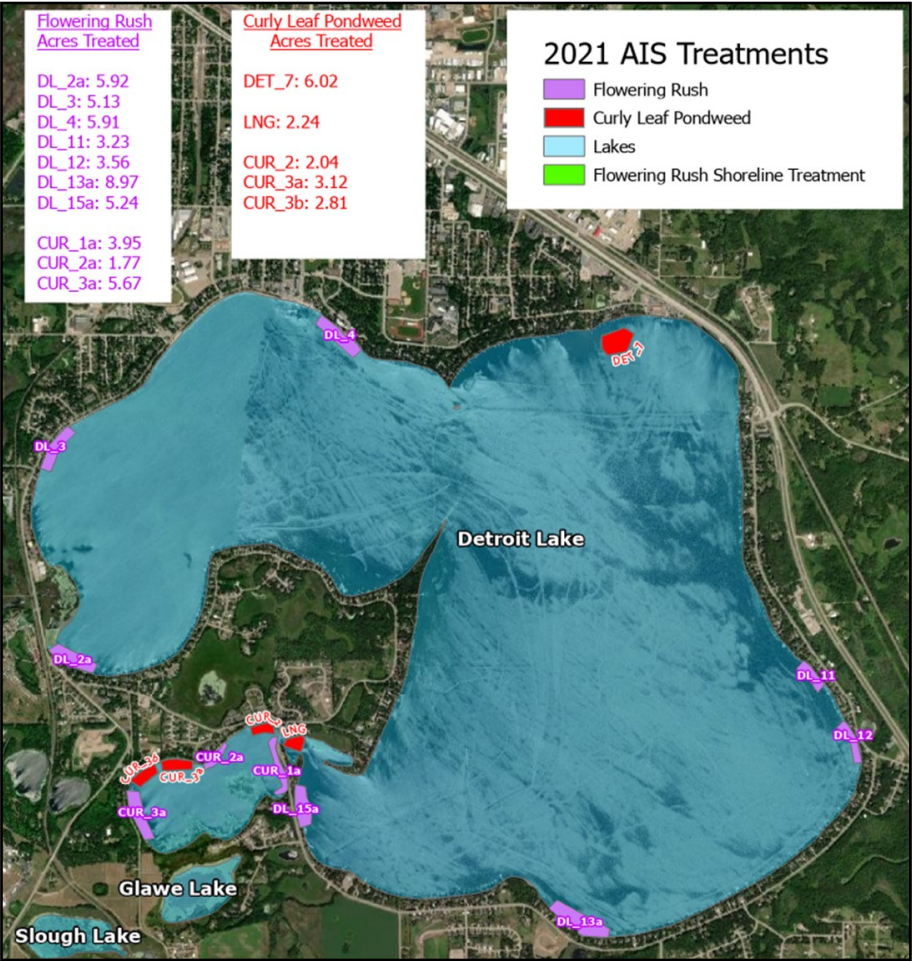 Flowering Rush
Acres Treated
DL_2a: 5.92
DL_3: 5.13
DL_4: 5.91
DL_11: 3.23
DL_12: 3.56
DL_13a: 8.97
DL_15a: 5.24
CUR_1a: 3.95
CUR_2a: 1.77
CUR_3a: 5.67
Curly Leaf Pondweed
Acres Treated
DET_7: 6.02
LNG: 2.24
CUR_2: 2.04
CUR_3a: 3.12
CUR_3b: 2.81
2021 AIS Treatments
Flowering Rush
Curly Leaf Pondweed
Lakes
Flowering Rush Shoreline Treatment
DL_4
DET_7
DL_3
Detroit Lake
DL_2a
DL_11
CUR_2
LNG
DL_12
CUR_2a
CUR_3b
CUR_3a
CUR_1a
CUR_3a
DL_15a
Glawe Lake
DL_13a
Slough Lake